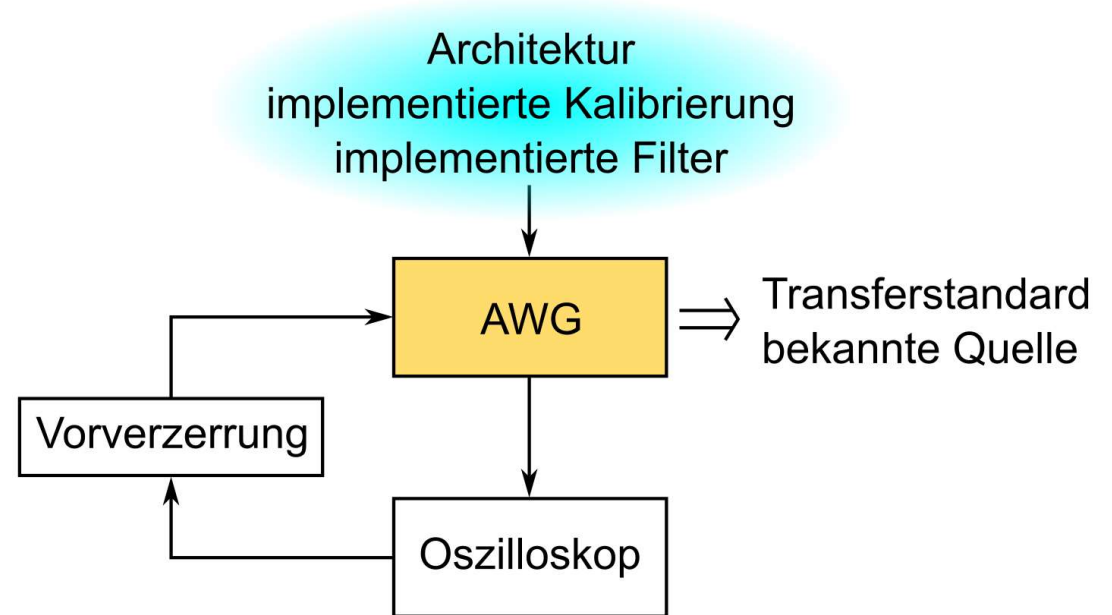 Architektur
implementierte Kalibrierung
implementierte Filter
AWG
Transferstandard
bekannte Quelle
Vorverzerrung
Oszilloskop